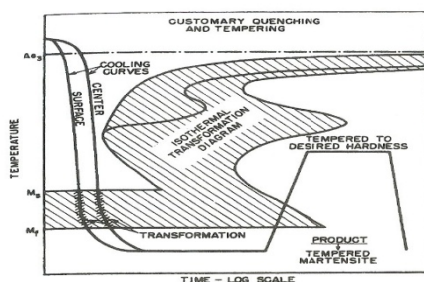 CUSTOMARY QUENCHING
AND TEMPERING
Ae₃
COOLING
CURVES
CENTER
SURFACE
ISOTHERMAL
TRANSFORMATION
DIAGRAM
TEMPERED TO
DESIRED HARDNESS
TEMPERATURE
Ms
Mf
TRANSFORMATION
PRODUCT
TEMPERED
MARTENSITE
TIME - LOG SCALE